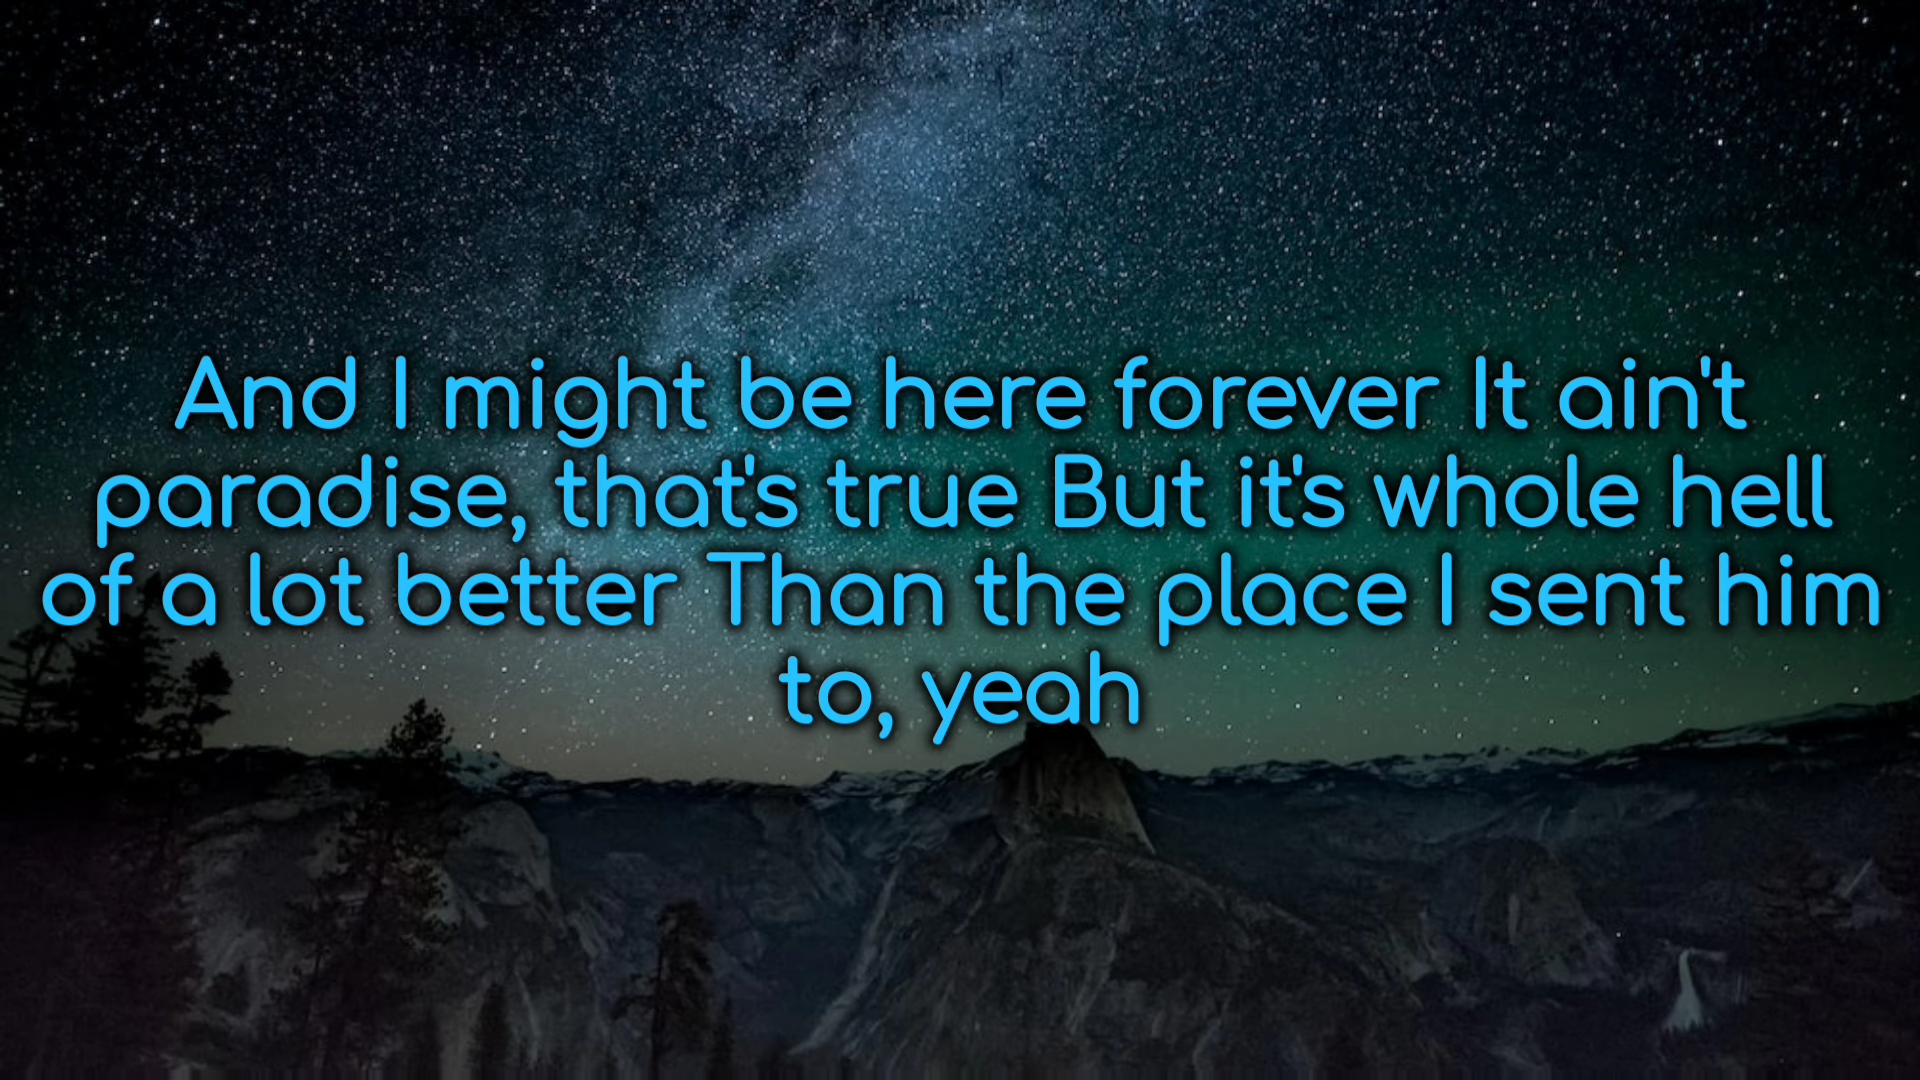 And I might be here forever It ain't
paradise, that's true But it's whole hell
of a lot better Than the place I sent him
to, yeah